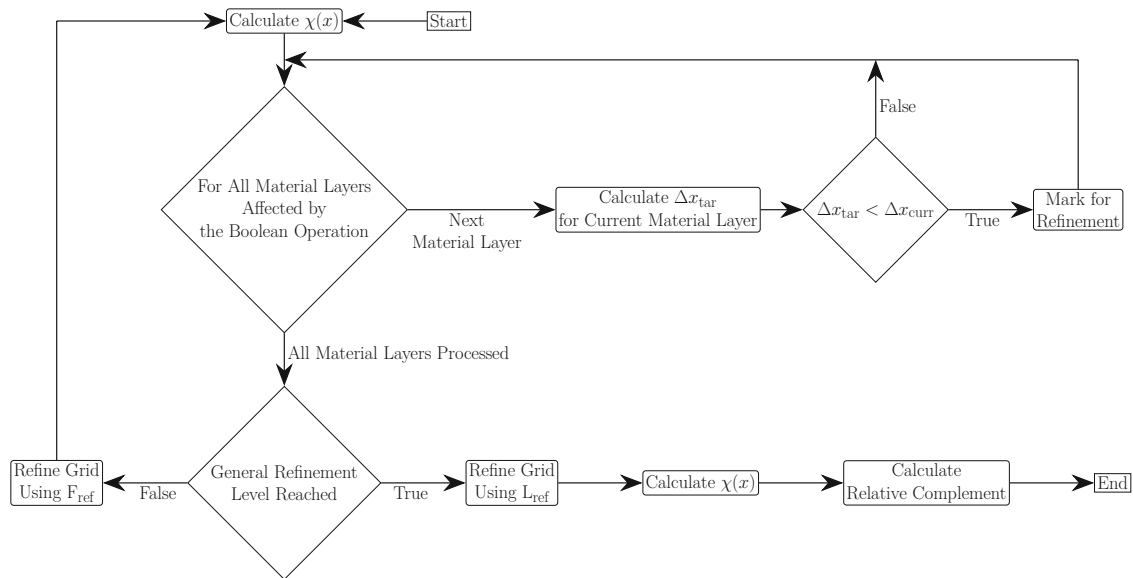 Calculate χ(x)
Start
False
For All Material Layers
Affected by
the Boolean Operation
Next
Material Layer
Calculate Δx_tar
for Current Material Layer
Δx_tar < Δx_curr
True
Mark for
Refinement
All Material Layers Processed
Refine Grid
Using F_ref
False
General Refinement
Level Reached
True
Refine Grid
Using L_ref
Calculate χ(x)
Calculate
Relative Complement
End